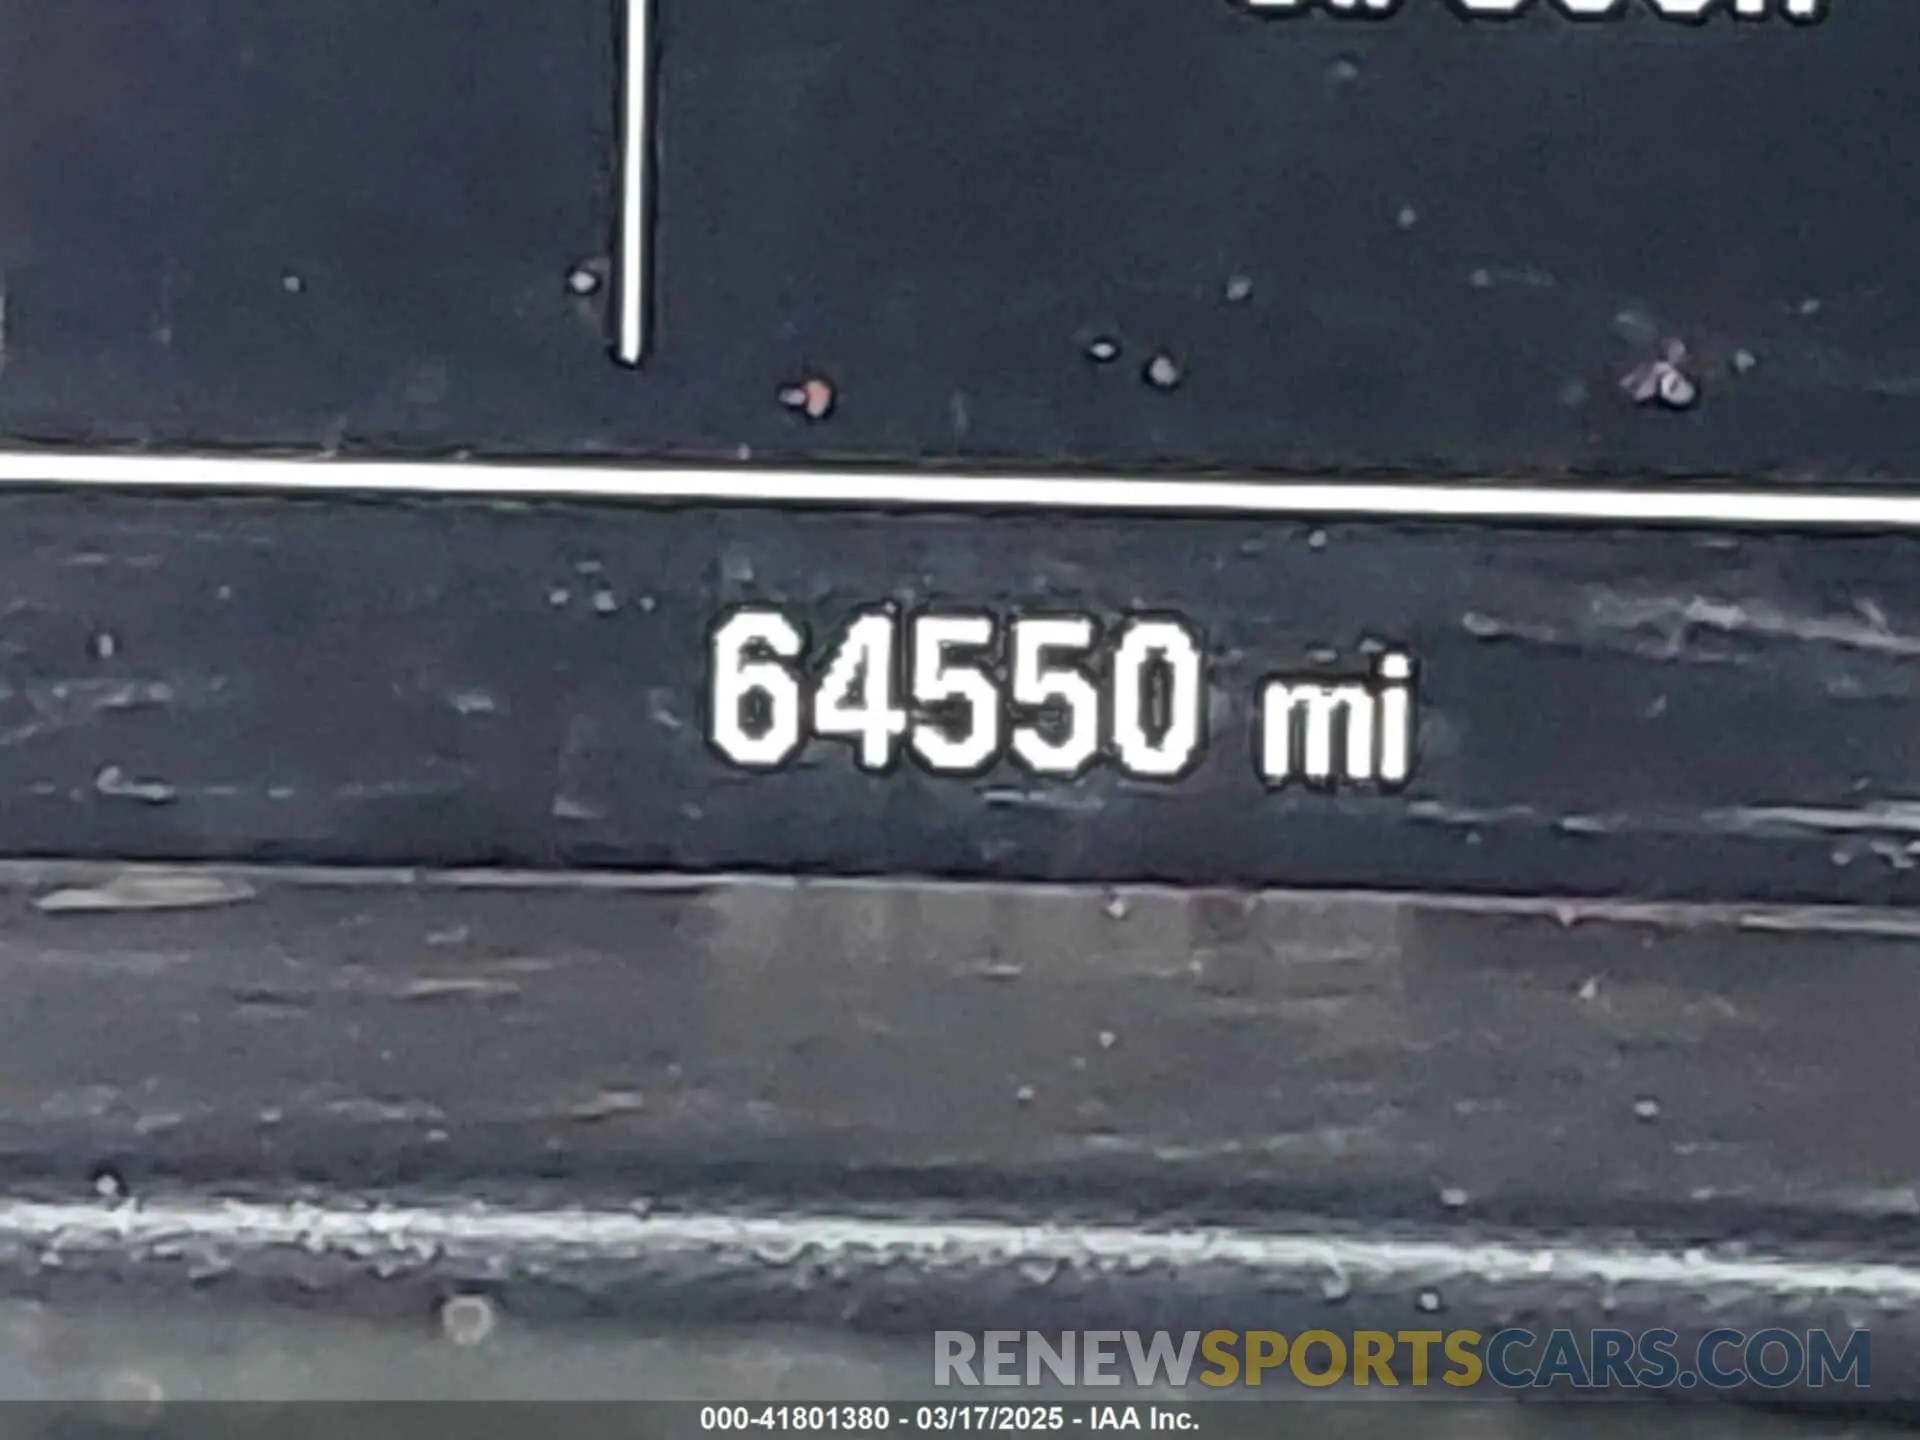 64550 mi
RENEWSPORTSCARS.COM
000-41801380 - 03/17/2025 - IAA Inc.